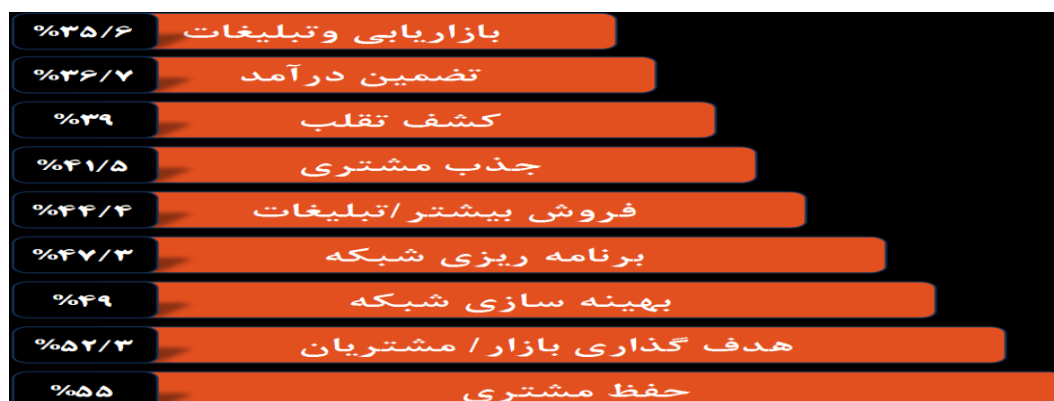 بازاریابی وتبلیغات %۳۵/۶
تضمین درآمد %۳۶/۷
کشف تقلب %۳۹
جذب مشتری %۴۱/۵
فروش بیشتر/تبلیغات %۴۴/۴
برنامه ریزی شبکه %۴۷/۳
بهینه سازی شبکه %۴۹
هدف گذاری بازار/ مشتریان %۵۲/۳
حفظ مشتری %۵۵